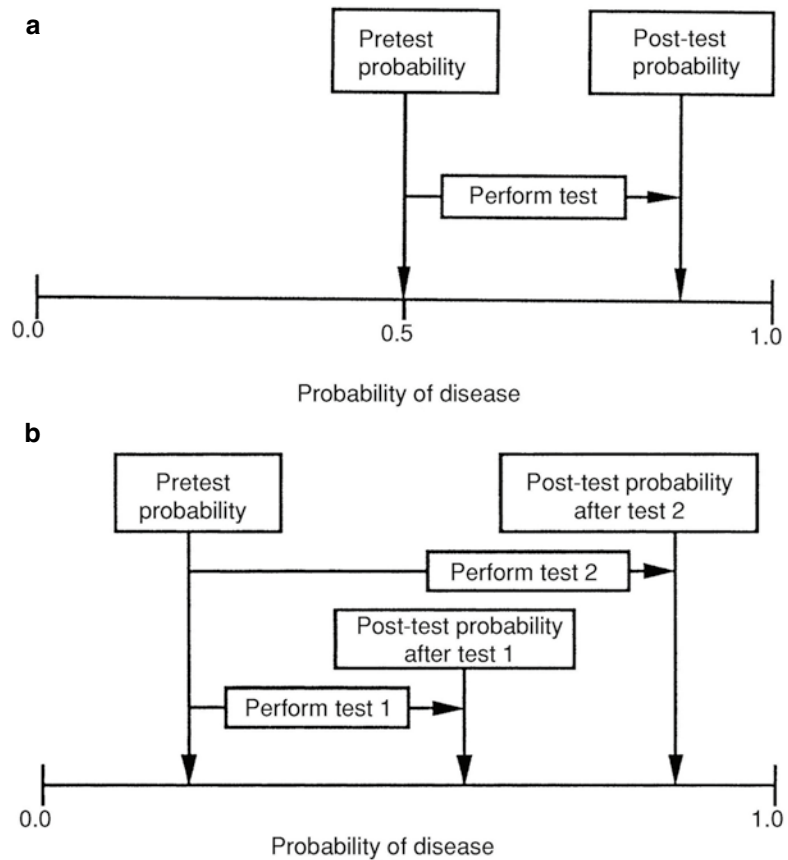 a
Pretest
probability
Post-test
probability
Perform test
0.0
0.5
1.0
Probability of disease
b
Pretest
probability
Post-test probability
after test 2
Perform test 2
Post-test probability
after test 1
Perform test 1
0.0
1.0
Probability of disease